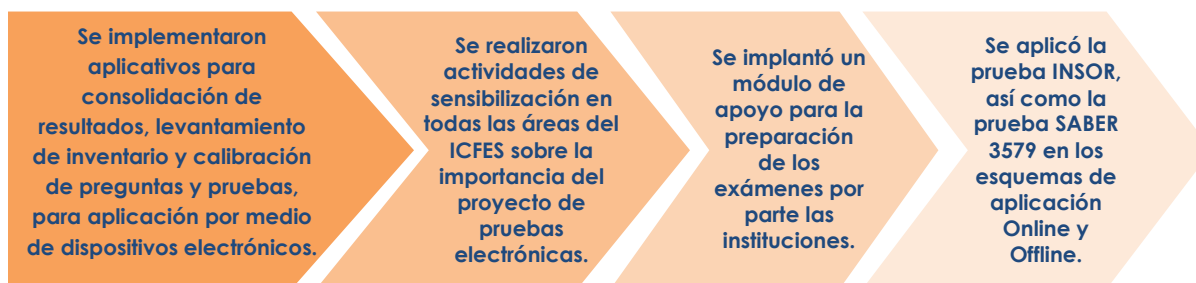 Se implementaron
aplicativos para
consolidación de
resultados, levantamiento
de inventario y calibración
de preguntas y pruebas,
para aplicación por medio
de dispositivos electrónicos.
Se realizaron
actividades de
sensibilización en
todas las áreas del
ICFES sobre la
importancia del
proyecto de
pruebas
electrónicas.
Se implantó un
módulo de
apoyo para la
preparación
de los
exámenes por
parte las
instituciones.
Se aplicó la
prueba INSOR,
así como la
prueba SABER
3579 en los
esquemas de
aplicación
Online y
Offline.